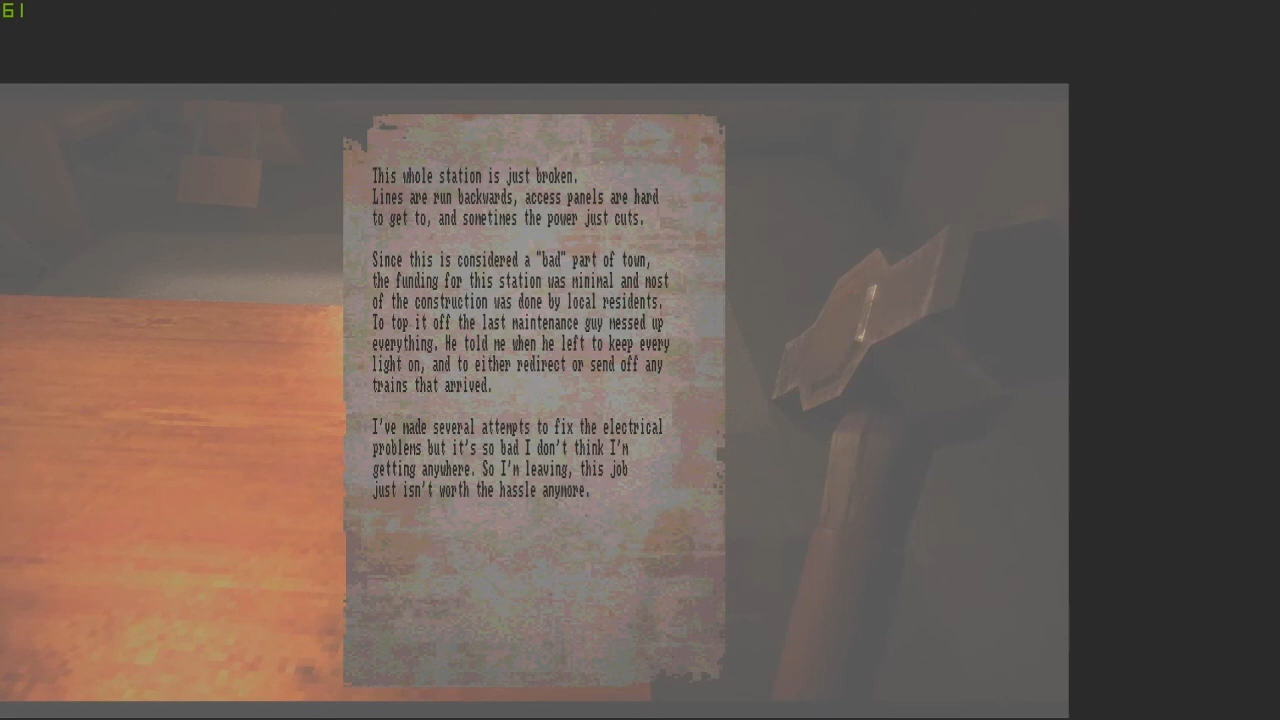 61
This whole station is just broken.
Lines are run backwards, access panels are hard
to get to, and sometimes the power just cuts.
Since this is considered a "bad" part of town,
the funding for this station was minimal and most
of the construction was done by local residents.
To top it off the last maintenance guy messed up
everything. He told me when he left to keep every
light on, and to either redirect or send off any
trains that arrived.
I've made several attempts to fix the electrical
problems but it's so bad I don't think I'm
getting anywhere. So I'm leaving, this job
just isn't worth the hassle anymore.